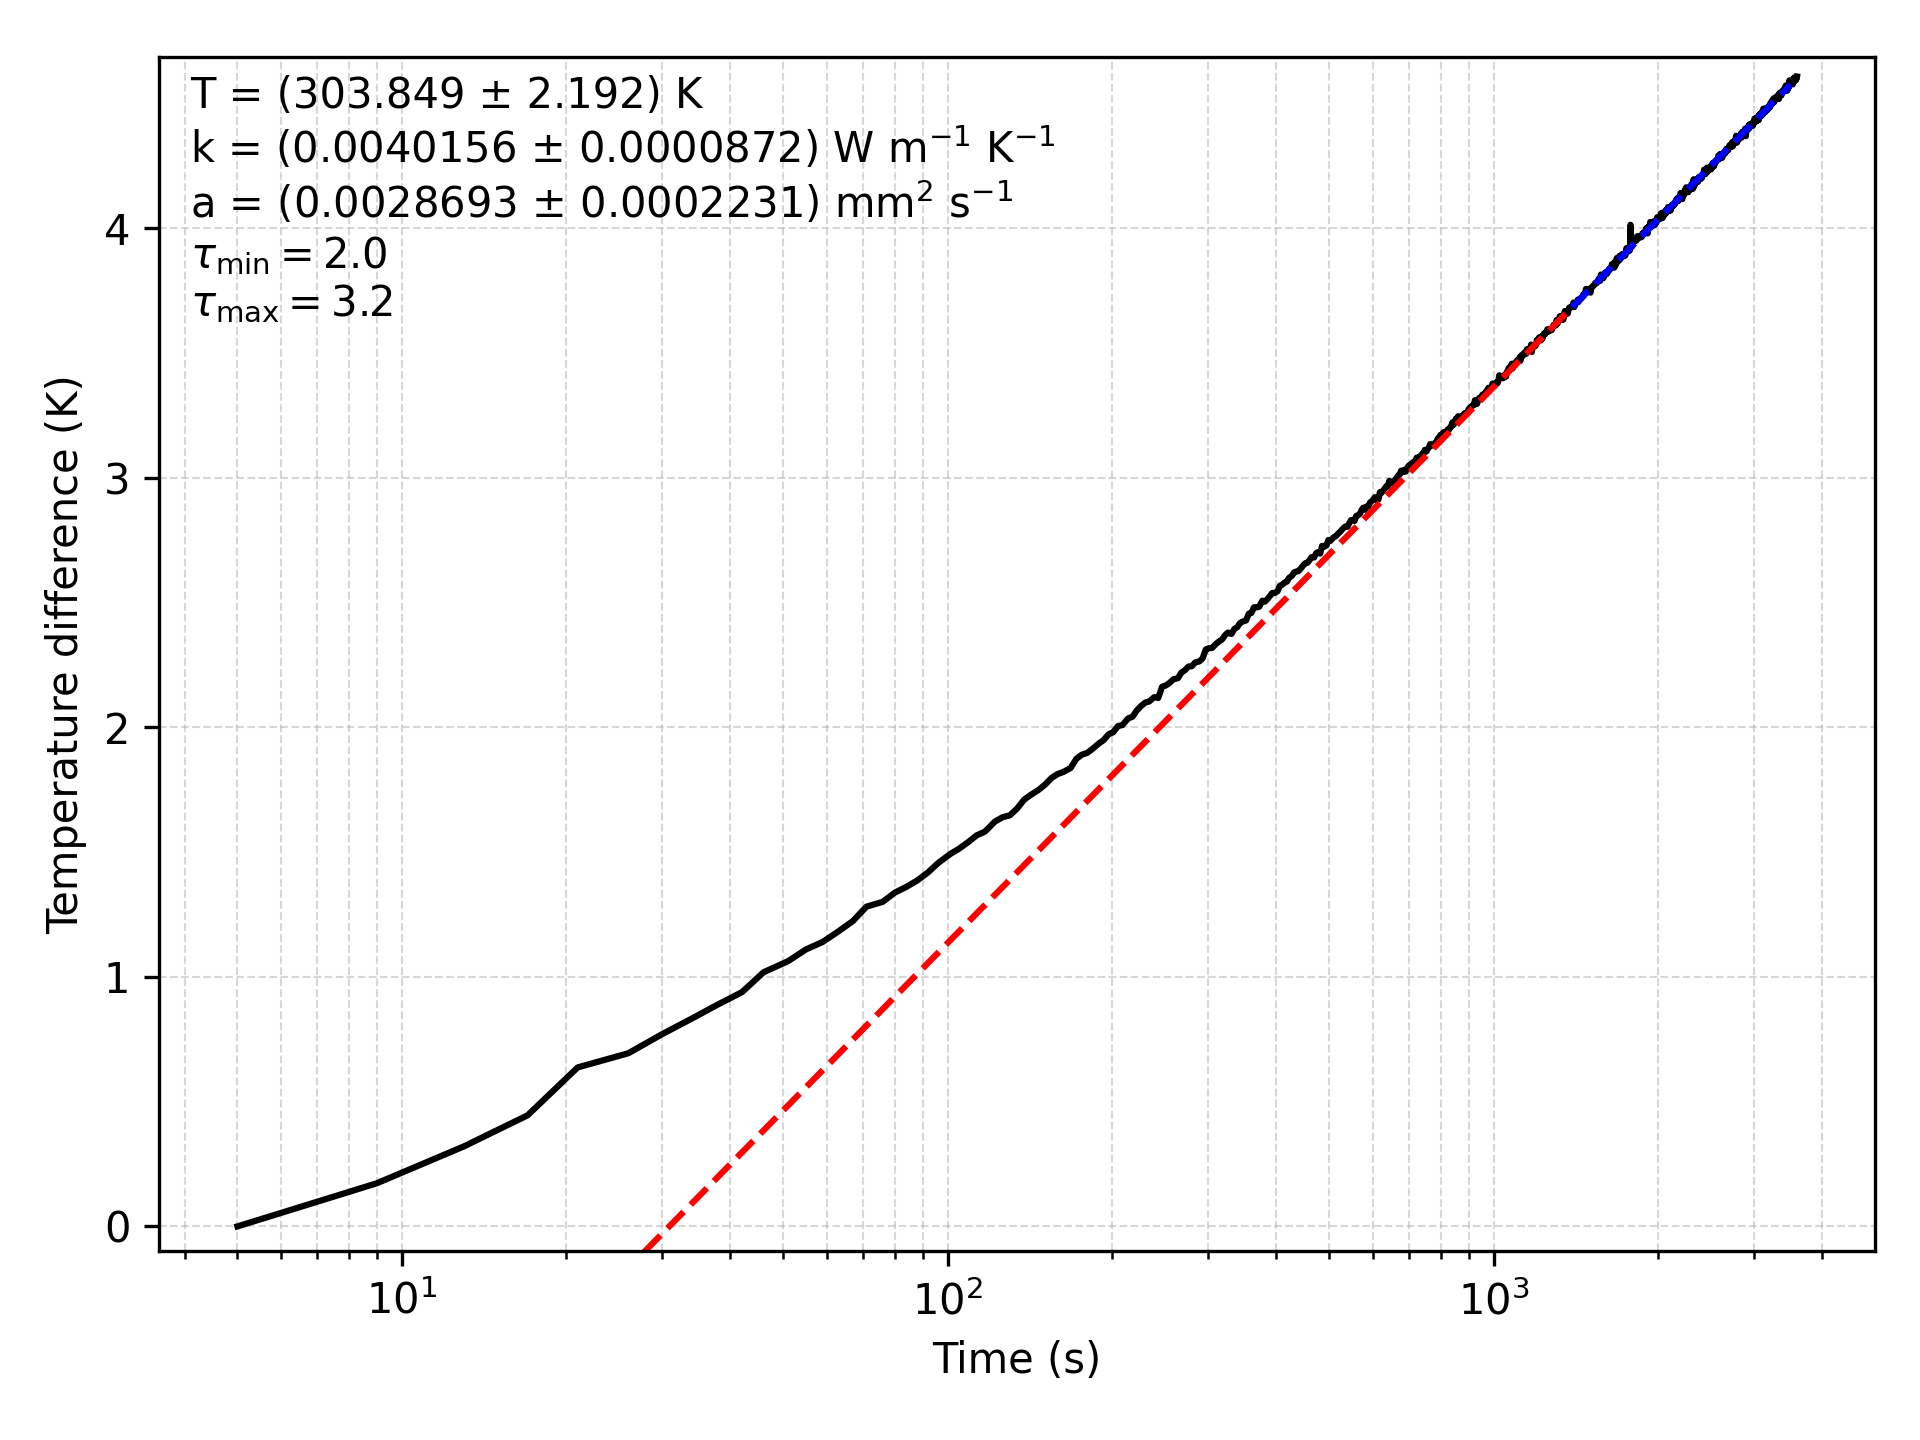 T = (303.849 ± 2.192) K
k = (0.0040156 ± 0.0000872) W m⁻¹ K⁻¹
a = (0.0028693 ± 0.0002231) mm² s⁻¹
τmin = 2.0
τmax = 3.2
4
3
2
1
0
Temperature difference (K)
10¹ 10² 10³
Time (s)